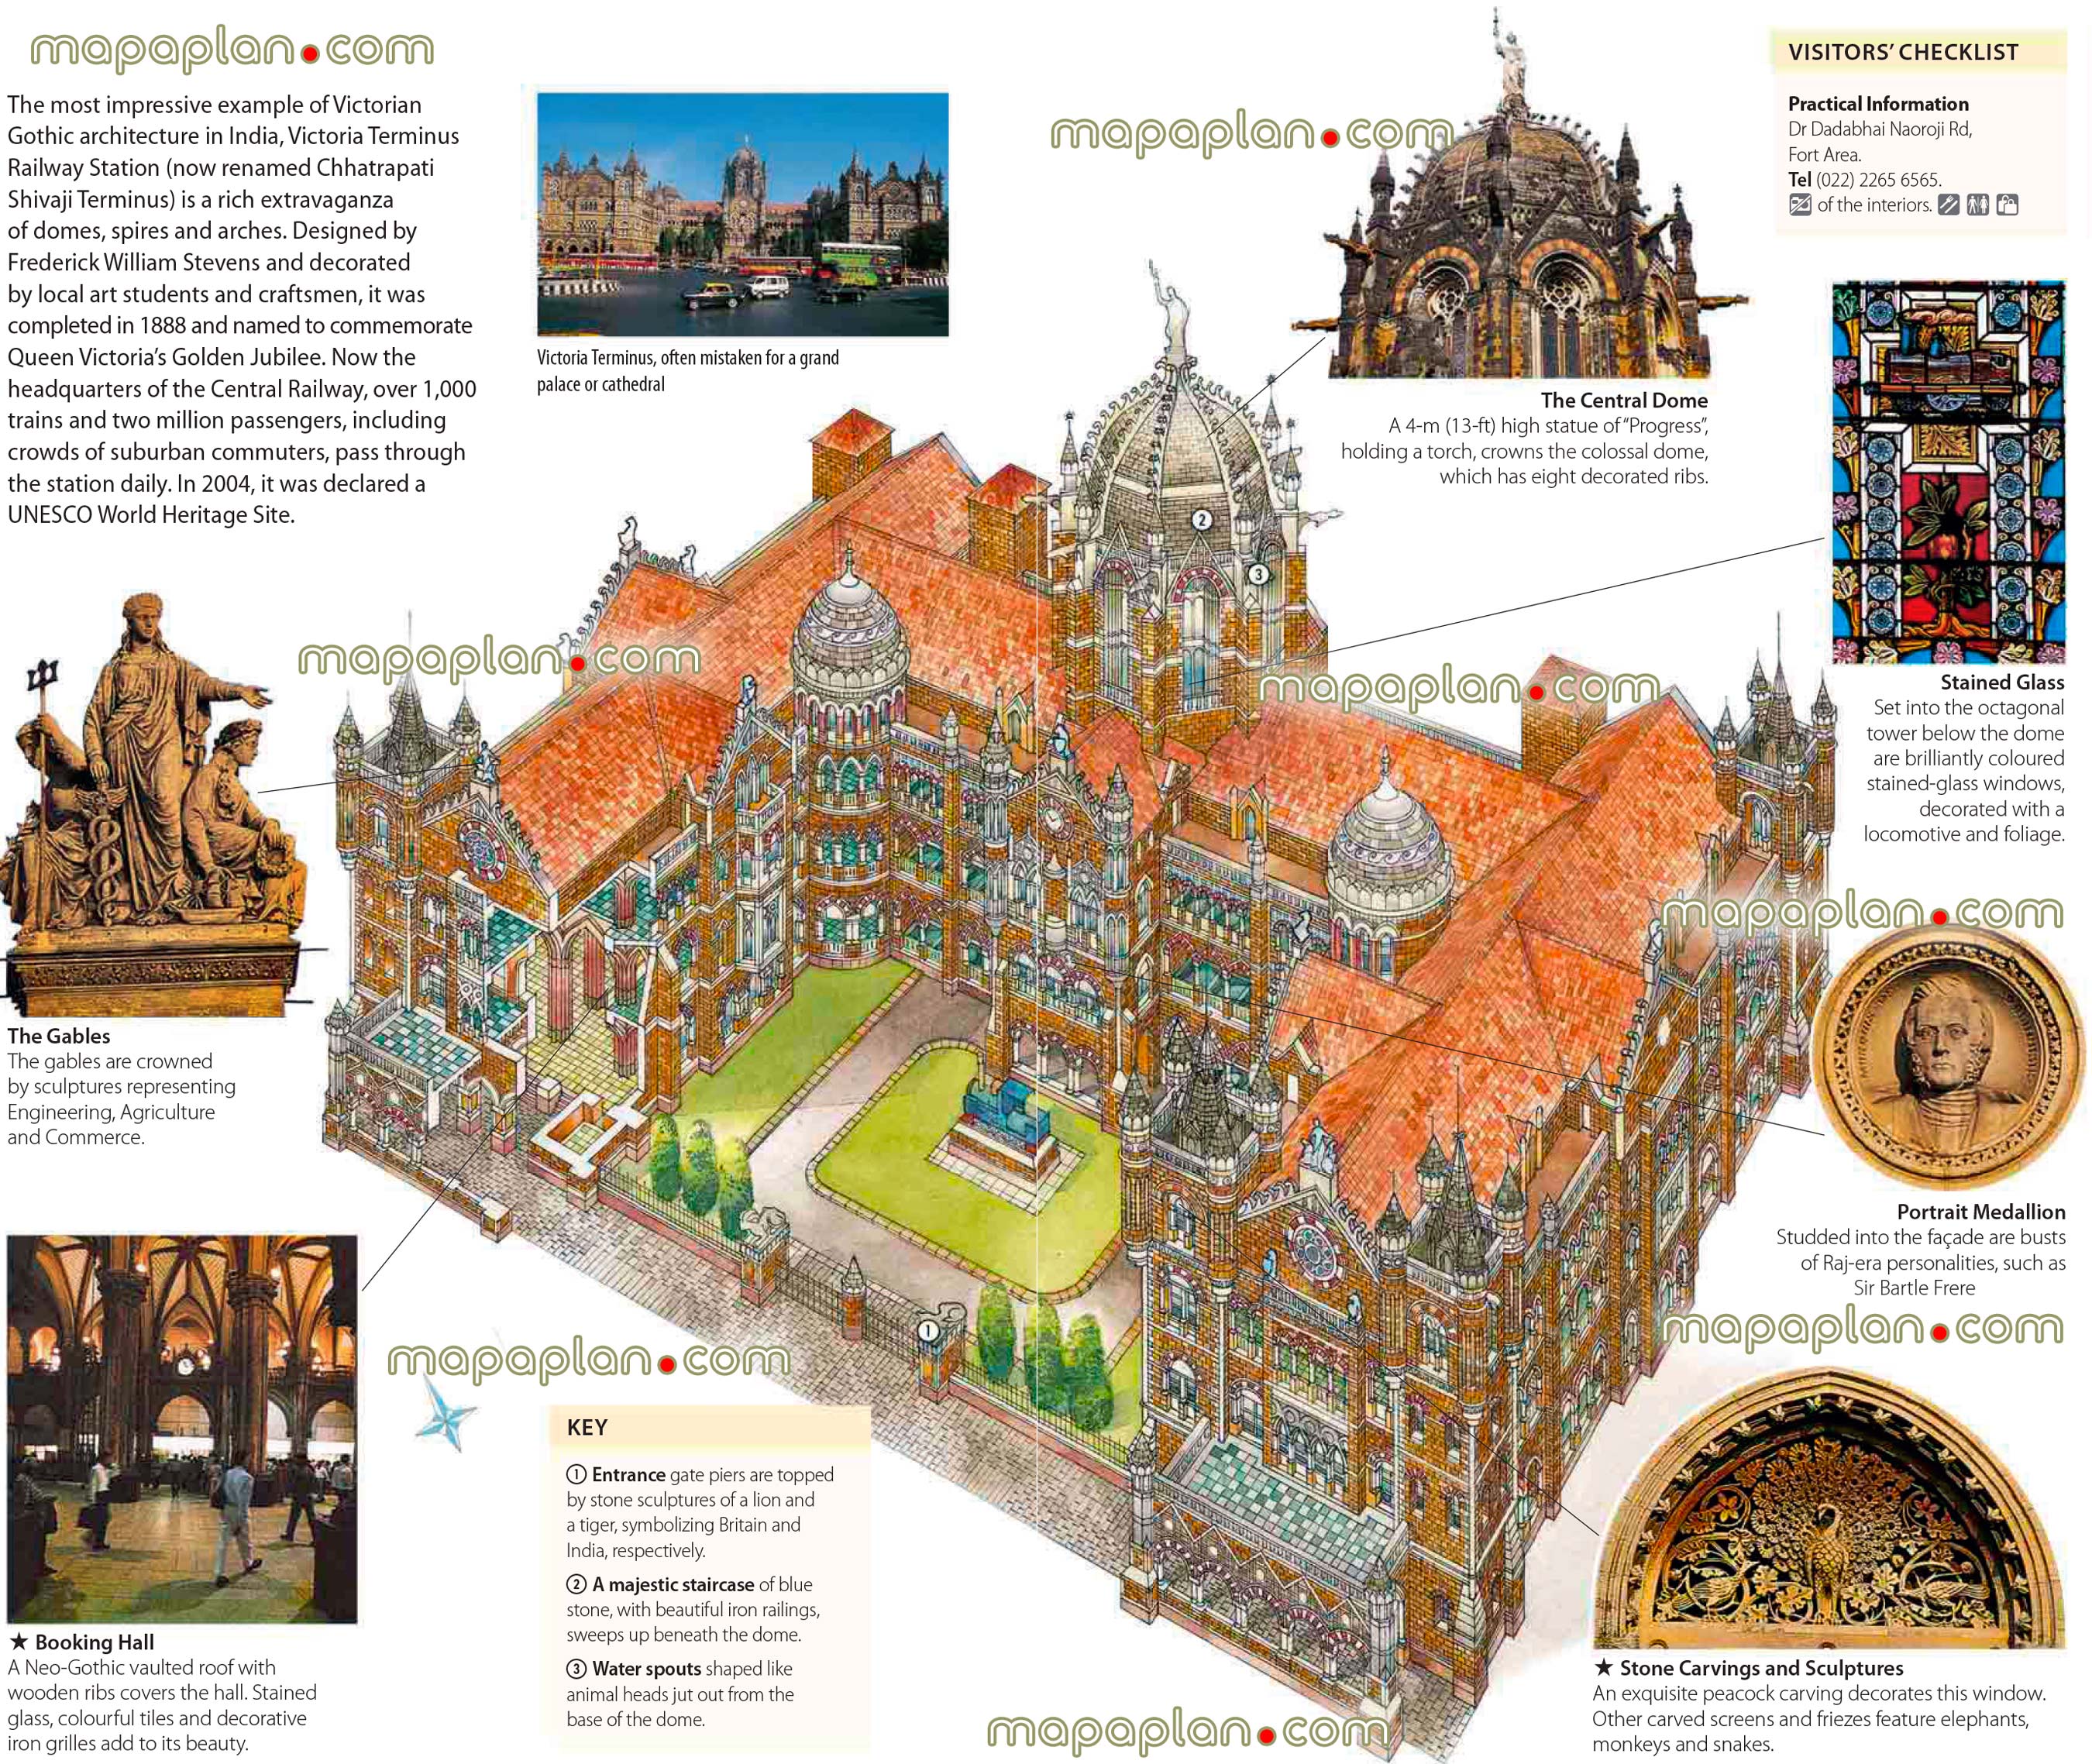 mapaplan.com
The most impressive example of Victorian
Gothic architecture in India, Victoria Terminus
Railway Station (now renamed Chhatrapati
Shivaji Terminus) is a rich extravaganza
of domes, spires and arches. Designed by
Frederick William Stevens and decorated
by local art students and craftsmen, it was
completed in 1888 and named to commemorate
Queen Victoria's Golden Jubilee. Now the
headquarters of the Central Railway, over 1,000
trains and two million passengers, including
crowds of suburban commuters, pass through
the station daily. In 2004, it was declared a
UNESCO World Heritage Site.
Victoria Terminus, often mistaken for a grand
palace or cathedral
mapaplan.com
The Central Dome
A 4-m (13-ft) high statue of "Progress",
holding a torch, crowns the colossal dome,
which has eight decorated ribs.
VISITORS' CHECKLIST
Practical Information
Dr Dadabhai Naoroji Rd,
Fort Area.
Tel (022) 2265 6565.
of the interiors.
Stained Glass
Set into the octagonal
tower below the dome
are brilliantly coloured
stained-glass windows,
decorated with a
locomotive and foliage.
2
3
mapaplan.com
mapaplan.com
mapaplan.com
The Gables
The gables are crowned
by sculptures representing
Engineering, Agriculture
and Commerce.
Portrait Medallion
Studded into the façade are busts
of Raj-era personalities, such as
Sir Bartle Frere
mapaplan.com
1
mapaplan.com
KEY
1 Entrance gate piers are topped
by stone sculptures of a lion and
a tiger, symbolizing Britain and
India, respectively.
2 A majestic staircase of blue
stone, with beautiful iron railings,
sweeps up beneath the dome.
3 Water spouts shaped like
animal heads jut out from the
base of the dome.
★ Booking Hall
A Neo-Gothic vaulted roof with
wooden ribs covers the hall. Stained
glass, colourful tiles and decorative
iron grilles add to its beauty.
★ Stone Carvings and Sculptures
An exquisite peacock carving decorates this window.
Other carved screens and friezes feature elephants,
monkeys and snakes.
mapaplan.com